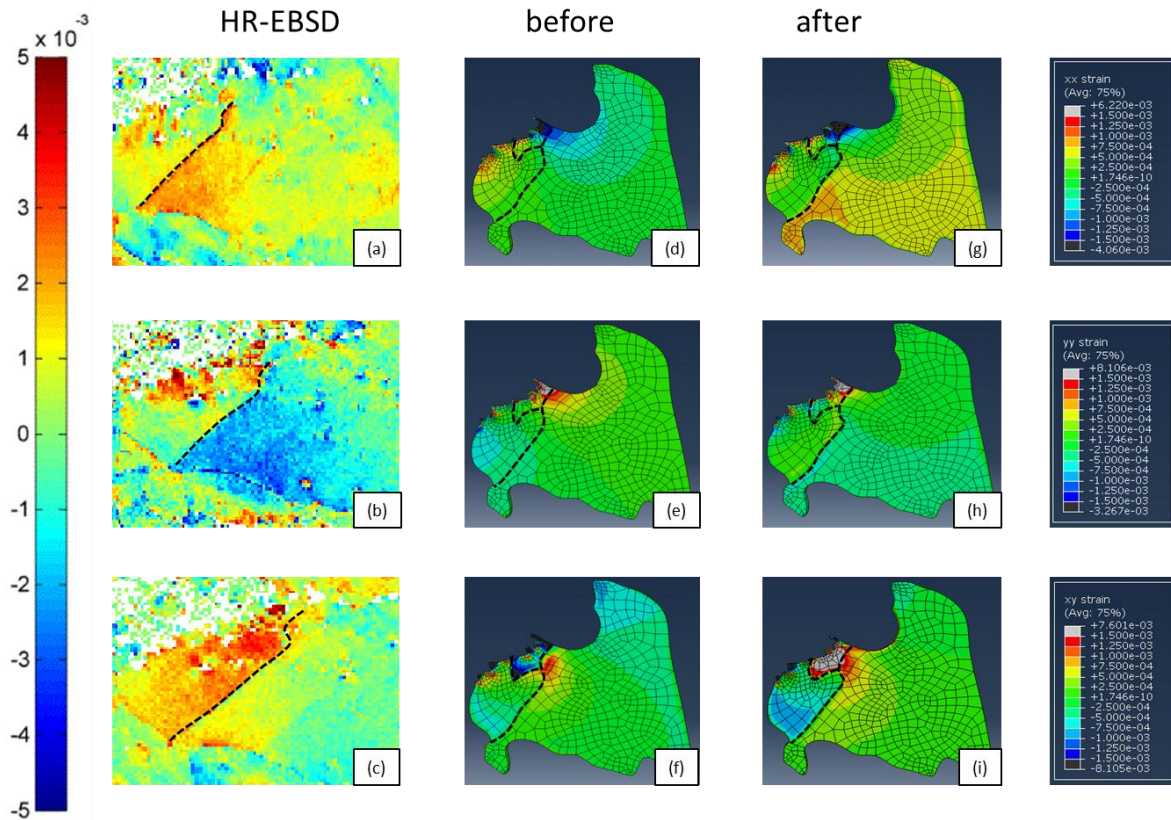 HR-EBSD
before
after
x 10⁻³
5
4
3
2
1
0
-1
-2
-3
-4
-5
(a)
(d)
(g)
xx strain
(Avg: 75%)
+6.220e-03
+1.500e-03
+1.250e-03
+1.000e-03
+7.500e-04
+5.000e-04
+2.500e-04
+1.746e-10
-2.500e-04
-5.000e-04
-7.500e-04
-1.000e-03
-1.250e-03
-1.500e-03
-4.060e-03
(b)
(e)
(h)
yy strain
(Avg: 75%)
+8.106e-03
+1.500e-03
+1.250e-03
+1.000e-03
+7.500e-04
+5.000e-04
+2.500e-04
+1.746e-10
-2.500e-04
-5.000e-04
-7.500e-04
-1.000e-03
-1.250e-03
-1.500e-03
-3.267e-03
(c)
(f)
(i)
xy strain
(Avg: 75%)
+7.601e-03
+1.500e-03
+1.250e-03
+1.000e-03
+7.500e-04
+5.000e-04
+2.500e-04
+1.746e-10
-2.500e-04
-5.000e-04
-7.500e-04
-1.000e-03
-1.250e-03
-1.500e-03
-8.105e-03